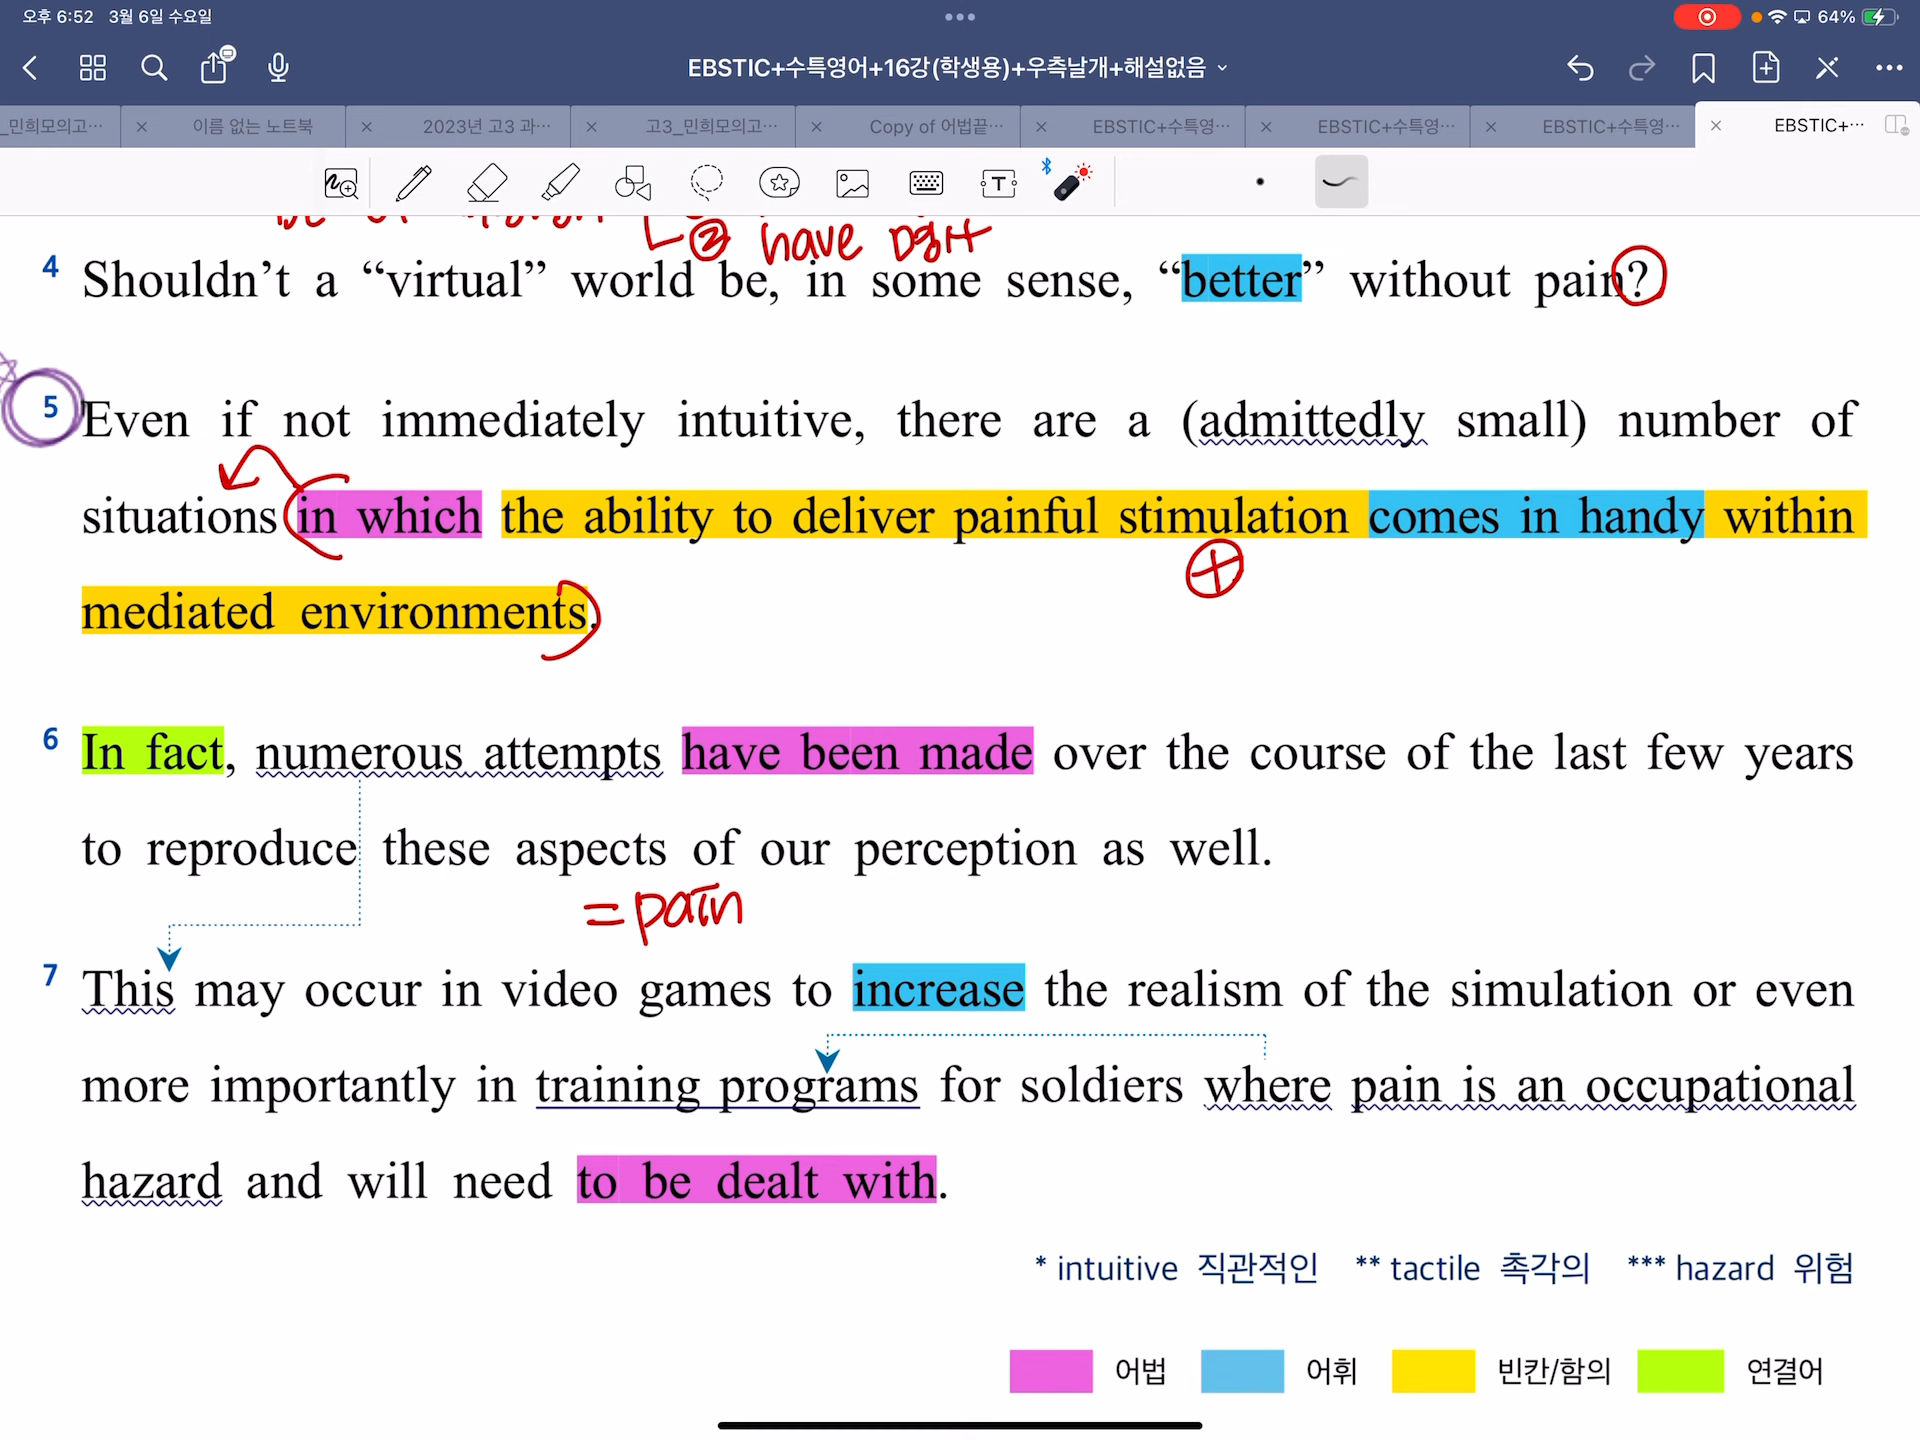 오후 6:52 3월 6일 수요일
64%
EBSTIC+수특영어+16강(학생용)+우측날개+해설없음
_민희모의고… × 이름 없는 노트북 × 2023년 고3 과… × 고3_민희모의고… × Copy of 어법끝… × EBSTIC+수특영… × EBSTIC+수특영… × EBSTIC+수특영… × EBSTIC+…
② have
4 Shouldn’t a “virtual” world be, in some sense, “better” without pain?
5 Even if not immediately intuitive, there are a (admittedly small) number of
situations in which the ability to deliver painful stimulation comes in handy within
mediated environments.
6 In fact, numerous attempts have been made over the course of the last few years
to reproduce these aspects of our perception as well.
= pain
7 This may occur in video games to increase the realism of the simulation or even
more importantly in training programs for soldiers where pain is an occupational
hazard and will need to be dealt with.
* intuitive 직관적인 ** tactile 촉각의 *** hazard 위험
어법 어휘 빈칸/함의 연결어